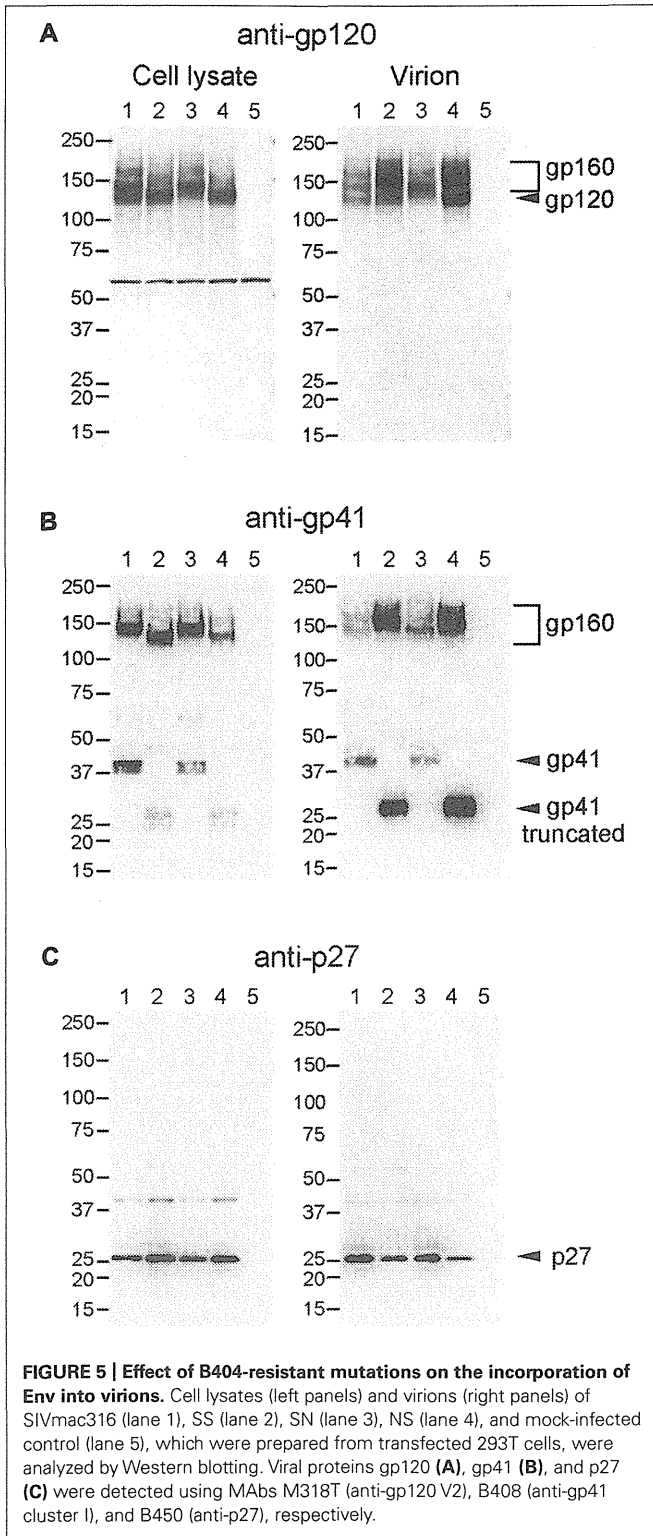 A
anti-gp120
Cell lysate
Virion
1 2 3 4 5
1 2 3 4 5
250
150
100
75
50
37
25
20
15
250
150
100
75
50
37
25
20
15
gp160
gp120
B
anti-gp41
1 2 3 4 5
1 2 3 4 5
250
150
100
75
50
37
25
20
15
250
150
100
75
50
37
25
20
15
gp160
gp41
gp41
truncated
C
anti-p27
1 2 3 4 5
1 2 3 4 5
250
150
100
75
50
37
25
20
15
250
150
100
75
50
37
25
20
15
p27
FIGURE 5 | Effect of B404-resistant mutations on the incorporation of
Env into virions. Cell lysates (left panels) and virions (right panels) of
SIVmac316 (lane 1), SS (lane 2), SN (lane 3), NS (lane 4), and mock-infected
control (lane 5), which were prepared from transfected 293T cells, were
analyzed by Western blotting. Viral proteins gp120 (A), gp41 (B), and p27
(C) were detected using MAbs M318T (anti-gp120 V2), B408 (anti-gp41
cluster I), and B450 (anti-p27), respectively.